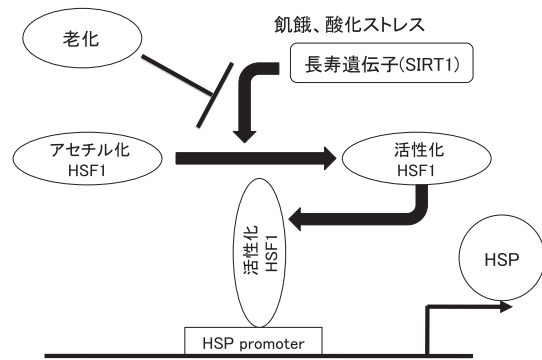 老化
飢餓、酸化ストレス
長寿遺伝子(SIRT1)
アセチル化
HSF1
活性化
HSF1
活性化
HSF1
HSP
HSP promoter